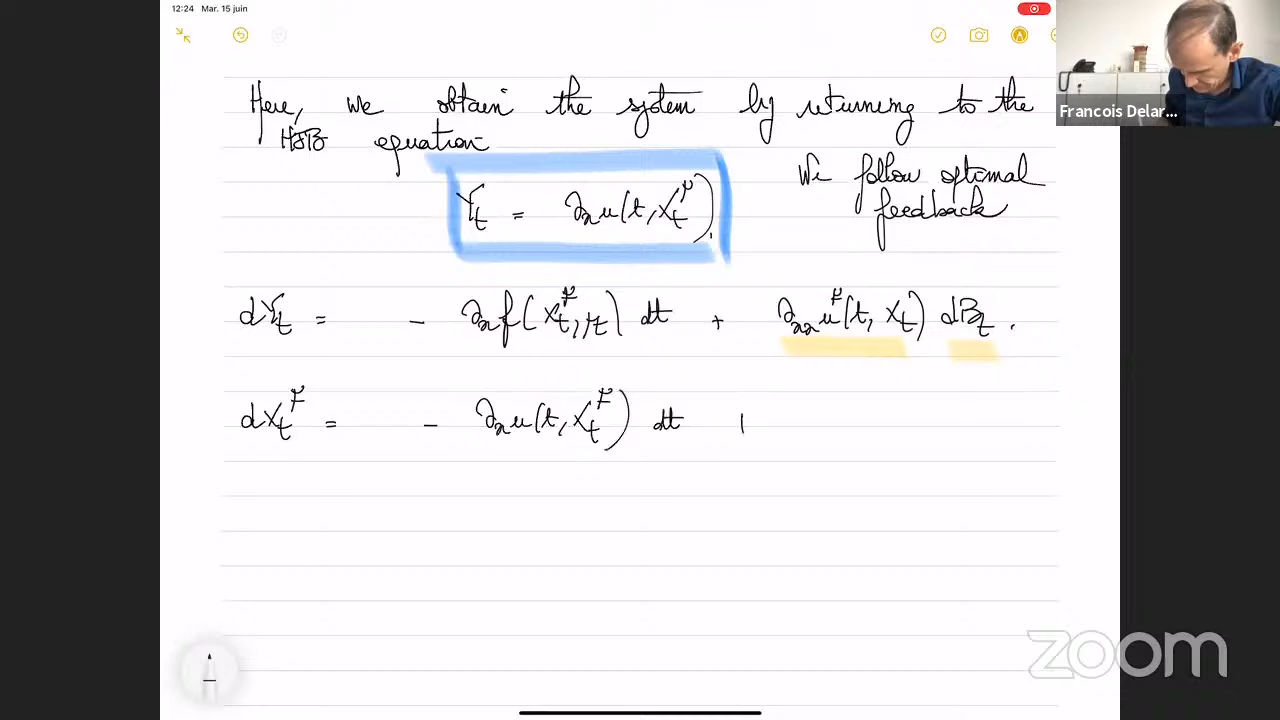 12:24 Mar. 15 juin
Here, we obtain the system by returning to the
HJB equation
We follow optimal
feedback
Y_t = ∂_x u(t, X_t^μ).
dY_t = - ∂_x f(X_t^μ, μ_t) dt + ∂_xx u^μ(t, X_t) dB_t.
dX_t^μ = - ∂_x u(t, X_t^μ) dt
Francois Delar...
zoom